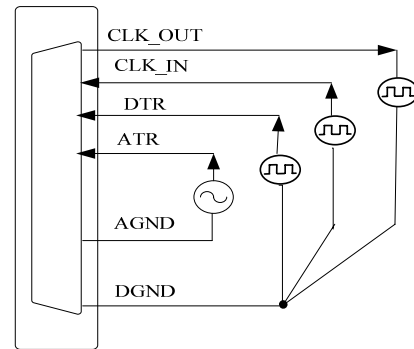 CLK_OUT
CLK_IN
DTR
ATR
AGND
DGND